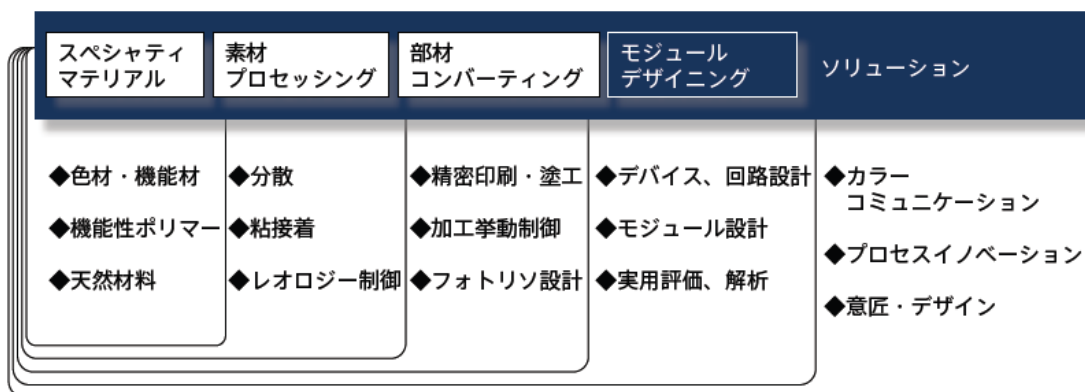 スペシャティ
マテリアル
素材
プロセッシング
部材
コンバーティング
モジュール
デザイニング
ソリューション
◆色材・機能材
◆機能性ポリマー
◆天然材料
◆分散
◆粘接着
◆レオロジー制御
◆精密印刷・塗工
◆加工挙動制御
◆フォトリソ設計
◆デバイス、回路設計
◆モジュール設計
◆実用評価、解析
◆カラー
コミュニケーション
◆プロセスイノベーション
◆意匠・デザイン